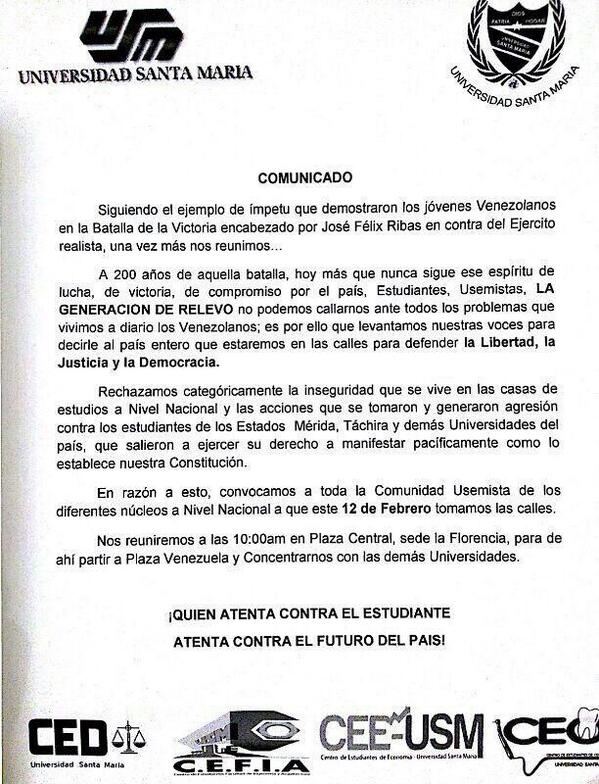 USM
UNIVERSIDAD SANTA MARIA
DIOS
PATRIA HOGAR
UNIVERSIDAD
SANTA MARIA
UNIVERSIDAD SANTA MARIA
COMUNICADO
Siguiendo el ejemplo de ímpetu que demostraron los jóvenes Venezolanos
en la Batalla de la Victoria encabezado por José Félix Ribas en contra del Ejercito
realista, una vez más nos reunimos...
A 200 años de aquella batalla, hoy más que nunca sigue ese espíritu de
lucha, de victoria, de compromiso por el país, Estudiantes, Usemistas, LA
GENERACION DE RELEVO no podemos callarnos ante todos los problemas que
vivimos a diario los Venezolanos; es por ello que levantamos nuestras voces para
decirle al país entero que estaremos en las calles para defender la Libertad, la
Justicia y la Democracia.
Rechazamos categóricamente la inseguridad que se vive en las casas de
estudios a Nivel Nacional y las acciones que se tomaron y generaron agresión
contra los estudiantes de los Estados Mérida, Táchira y demás Universidades del
país, que salieron a ejercer su derecho a manifestar pacíficamente como lo
establece nuestra Constitución.
En razón a esto, convocamos a toda la Comunidad Usemista de los
diferentes núcleos a Nivel Nacional a que este 12 de Febrero tomamos las calles.
Nos reuniremos a las 10:00am en Plaza Central, sede la Florencia, para de
ahí partir a Plaza Venezuela y Concentrarnos con las demás Universidades.
¡QUIEN ATENTA CONTRA EL ESTUDIANTE
ATENTA CONTRA EL FUTURO DEL PAIS!
CED
Universidad Santa Maria
C.E.F.I.A
CEE-USM
Centro de Estudiantes de Economía - Universidad Santa Maria
CEO
UNIVERSIDAD